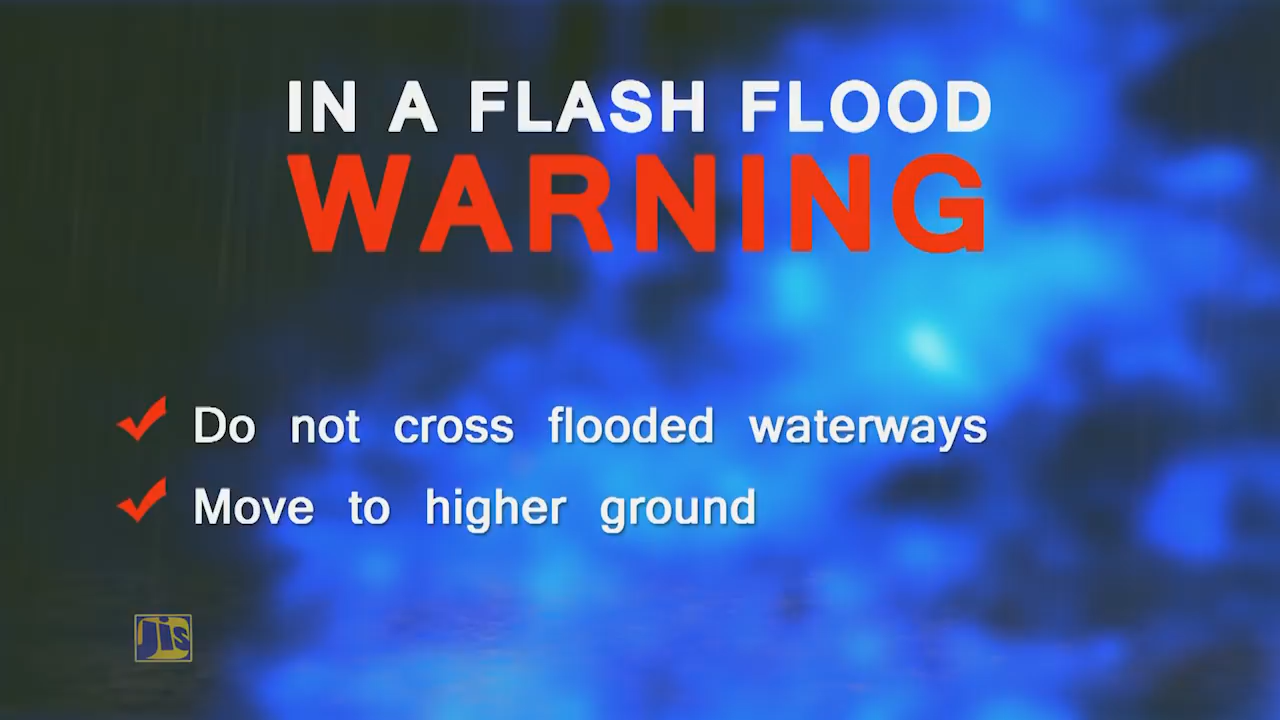 IN A FLASH FLOOD
WARNING
Do not cross flooded waterways
Move to higher ground
Jis